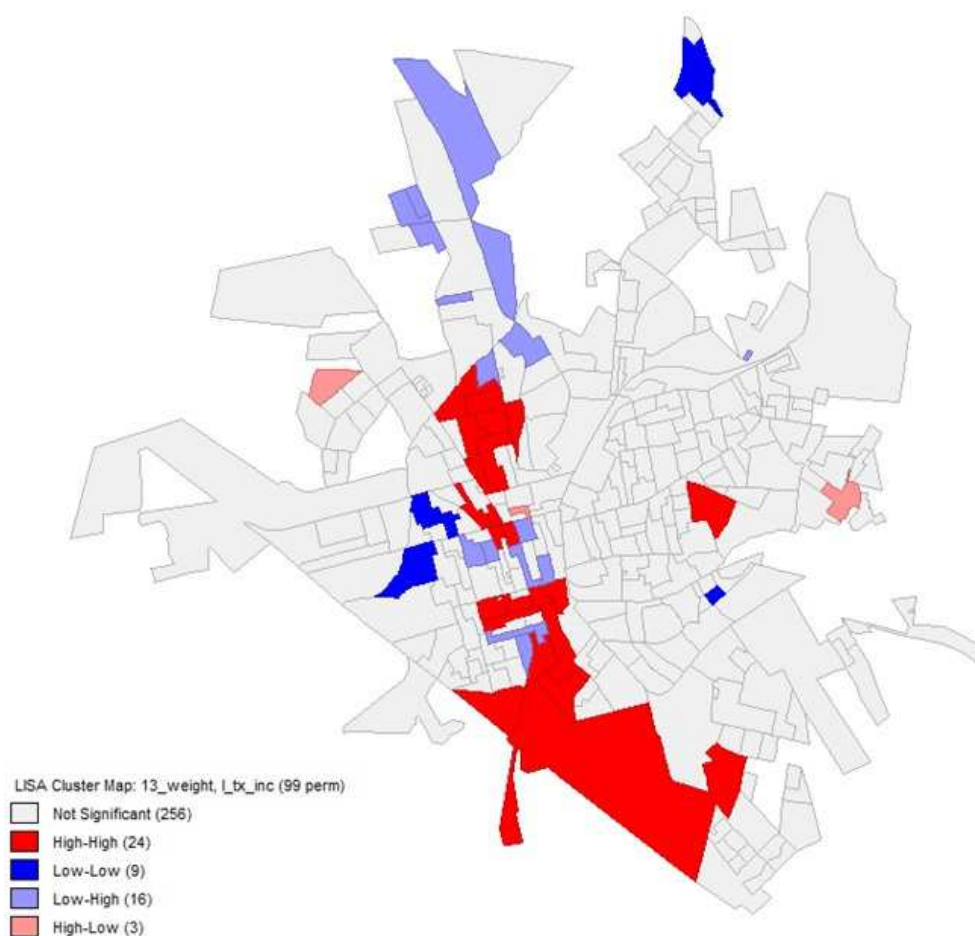 LISA Cluster Map: 13_weight, I_tx_inc (99 perm)
Not Significant (256)
High-High (24)
Low-Low (9)
Low-High (16)
High-Low (3)